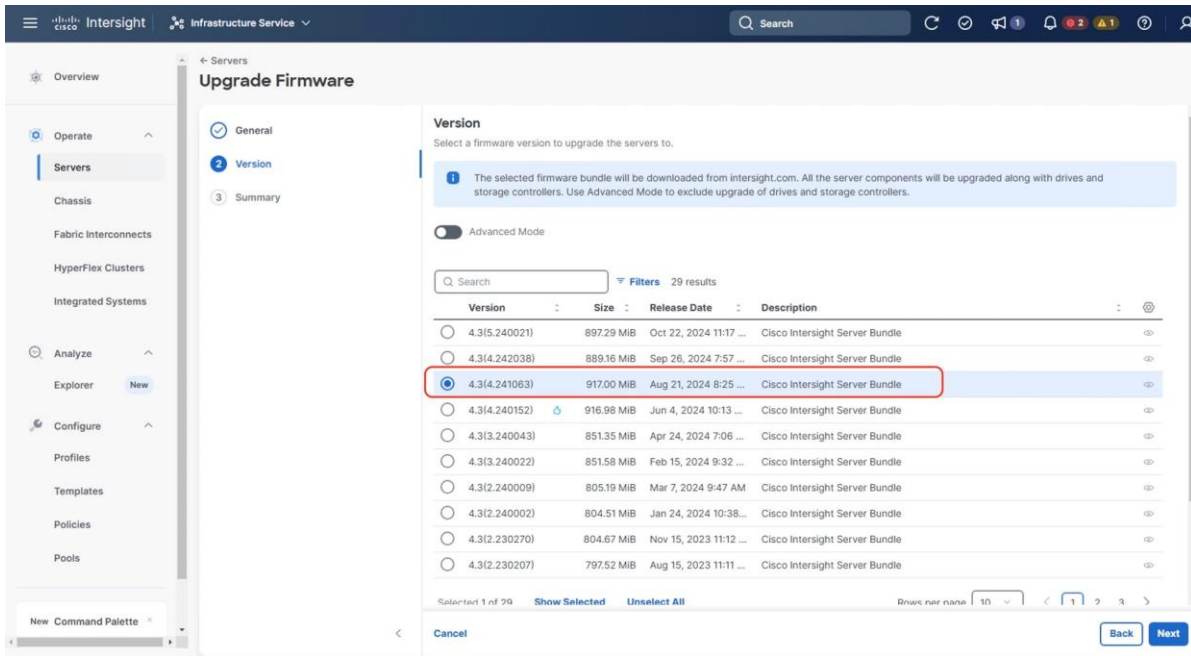 cisco Intersight Infrastructure Service Search 1 2 1
Overview
Operate
Servers
Chassis
Fabric Interconnects
HyperFlex Clusters
Integrated Systems
Analyze
Explorer New
Configure
Profiles
Templates
Policies
Pools
New Command Palette ×
← Servers
Upgrade Firmware
General
2 Version
3 Summary
Version
Select a firmware version to upgrade the servers to.
The selected firmware bundle will be downloaded from intersight.com. All the server components will be upgraded along with drives and
storage controllers. Use Advanced Mode to exclude upgrade of drives and storage controllers.
Advanced Mode
Search Filters 29 results
Version Size Release Date Description
4.3(5.240021) 897.29 MiB Oct 22, 2024 11:17 ... Cisco Intersight Server Bundle
4.3(4.242038) 889.16 MiB Sep 26, 2024 7:57 ... Cisco Intersight Server Bundle
4.3(4.241063) 917.00 MiB Aug 21, 2024 8:25 ... Cisco Intersight Server Bundle
4.3(4.240152) 916.98 MiB Jun 4, 2024 10:13 ... Cisco Intersight Server Bundle
4.3(3.240043) 851.35 MiB Apr 24, 2024 7:06 ... Cisco Intersight Server Bundle
4.3(3.240022) 851.58 MiB Feb 15, 2024 9:32 ... Cisco Intersight Server Bundle
4.3(2.240009) 805.19 MiB Mar 7, 2024 9:47 AM Cisco Intersight Server Bundle
4.3(2.240002) 804.51 MiB Jan 24, 2024 10:38... Cisco Intersight Server Bundle
4.3(2.230270) 804.67 MiB Nov 15, 2023 11:12 ... Cisco Intersight Server Bundle
4.3(2.230207) 797.52 MiB Aug 15, 2023 11:11 ... Cisco Intersight Server Bundle
Selected 1 of 29 Show Selected Unselect All Rows per page 10 1 2 3
Cancel Back Next